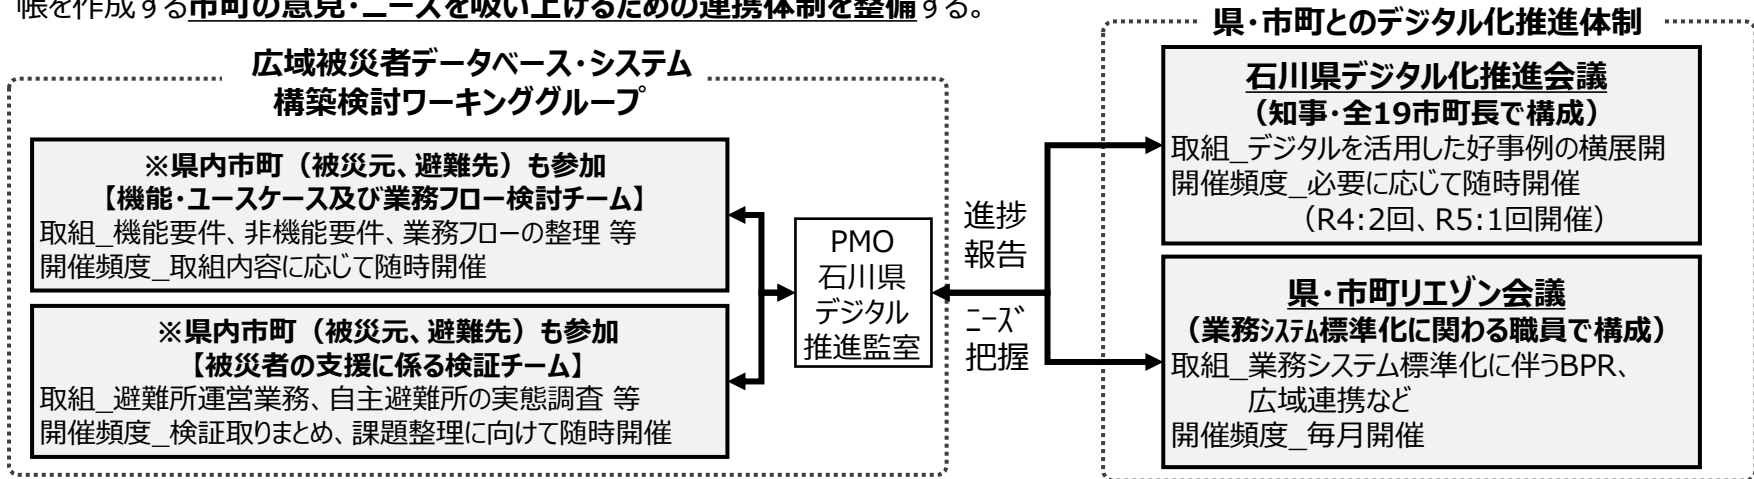 帳を作成する市町の意見・ニーズを吸い上げるための連携体制を整備する。
広域被災者データベース・システム
構築検討ワーキンググループ
※県内市町（被災元、避難先）も参加
【機能・ユースケース及び業務フロー検討チーム】
取組_機能要件、非機能要件、業務フローの整理 等
開催頻度_取組内容に応じて随時開催
※県内市町（被災元、避難先）も参加
【被災者の支援に係る検証チーム】
取組_避難所運営業務、自主避難所の実態調査 等
開催頻度_検証取りまとめ、課題整理に向けて随時開催
PMO
石川県
デジタル
推進監室
進捗
報告
ﾆｰｽﾞ
把握
県・市町とのデジタル化推進体制
石川県デジタル化推進会議
（知事・全19市町長で構成）
取組_デジタルを活用した好事例の横展開
開催頻度_必要に応じて随時開催
（R4:2回、R5:1回開催）
県・市町リエゾン会議
（業務ｼｽﾃﾑ標準化に関わる職員で構成）
取組_業務システム標準化に伴うBPR、
広域連携など
開催頻度_毎月開催